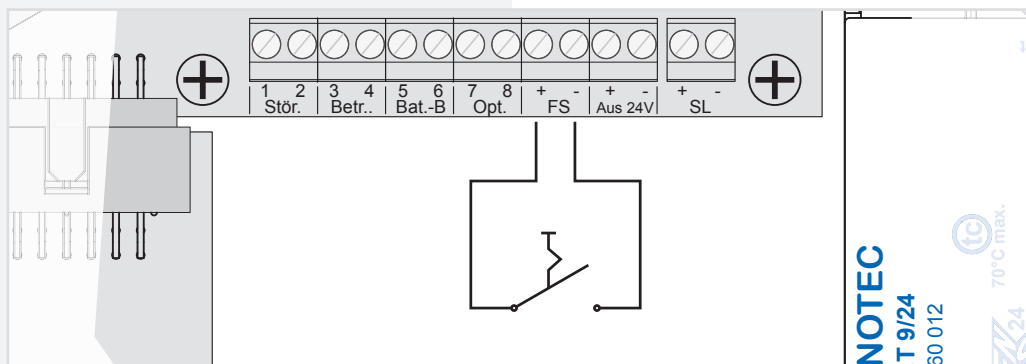 1 2 3 4 5 6 7 8 + - + - + -
Stör. Betr.. Bat.-B Opt. FS Aus 24V SL
NOTEC
T 9/24
60 012
tc
70°C max.
24